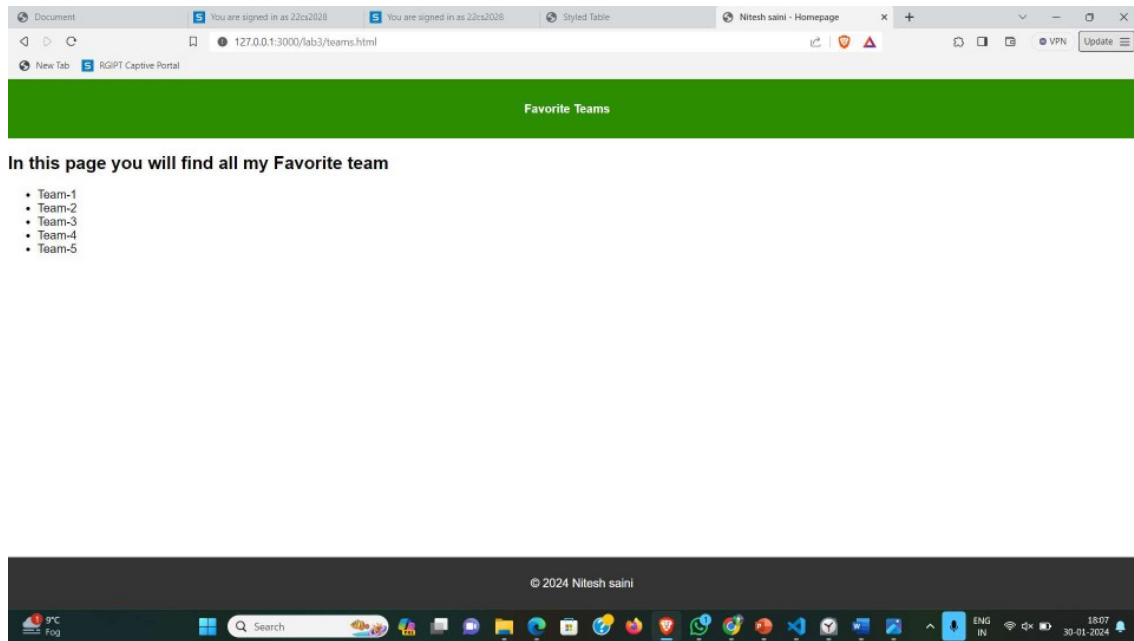 Document
You are signed in as 22cs2028
You are signed in as 22cs2028
Styled Table
Nitesh saini - Homepage
127.0.0.1:3000/lab3/teams.html
VPN
Update
New Tab
RGIPT Captive Portal
Favorite Teams
In this page you will find all my Favorite team
• Team-1
• Team-2
• Team-3
• Team-4
• Team-5
© 2024 Nitesh saini
1
9°C
Fog
Search
ENG
IN
18:07
30-01-2024